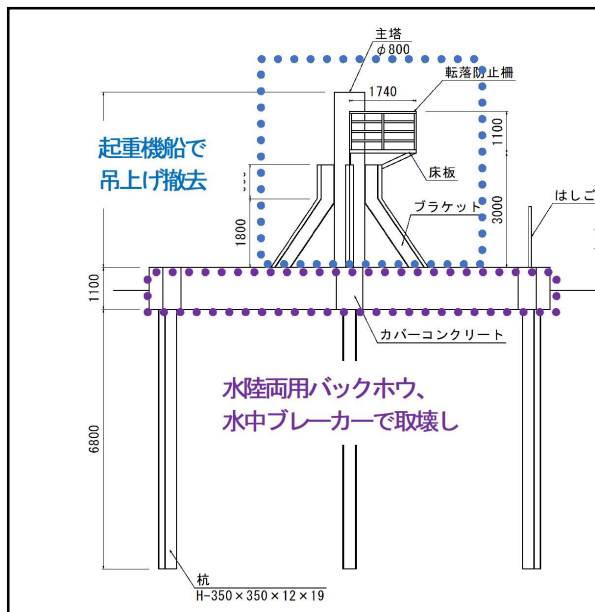 主塔
φ800
転落防止柵
1740
起重機船で
吊上げ撤去
1100
床板
はしご
ブラケット
3000
1800
1100
カバーコンクリート
水陸両用バックホウ、
水中ブレーカーで取壊し
6800
杭
H-350×350×12×19